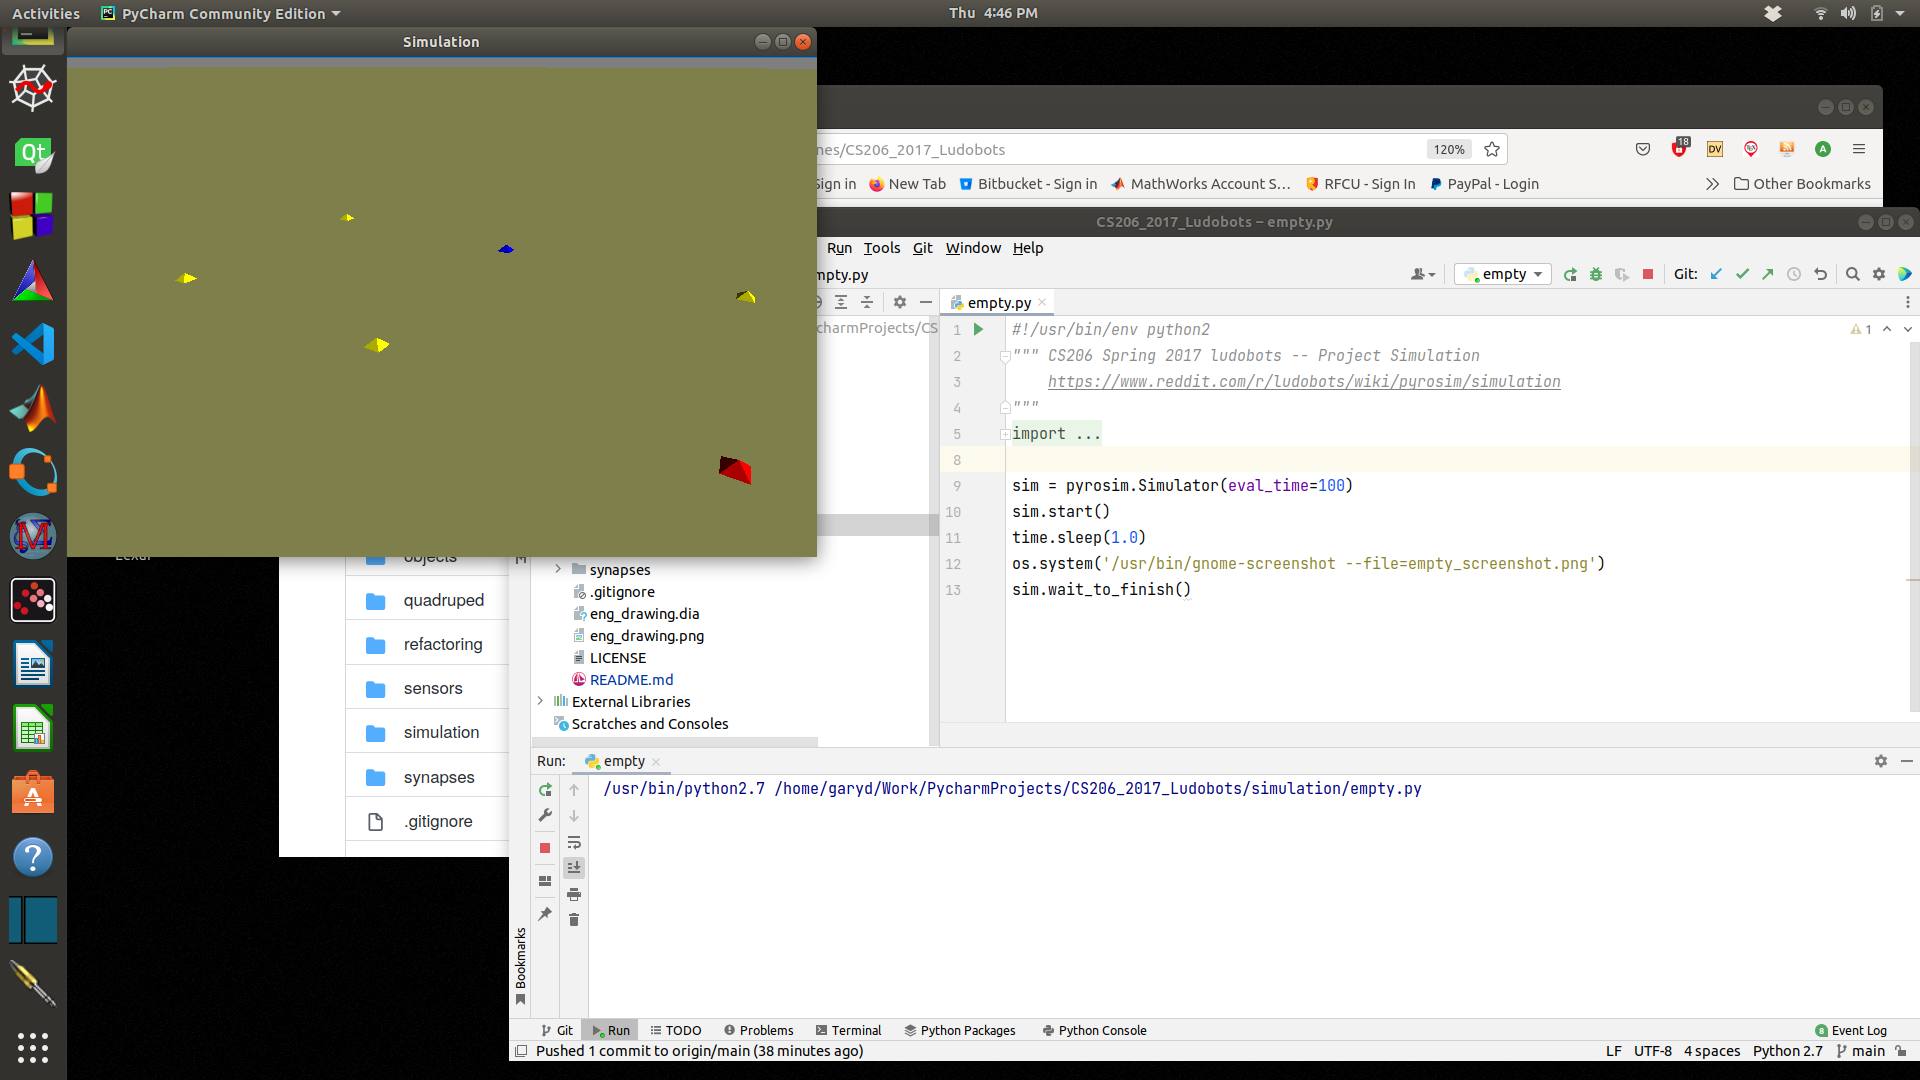 Activities
PyCharm Community Edition
Thu 4:46 PM
Simulation
nes/CS206_2017_Ludobots
120%
18
DV
A
Sign in
New Tab
Bitbucket - Sign in
MathWorks Account S...
RFCU - Sign In
PayPal - Login
Other Bookmarks
CS206_2017_Ludobots – empty.py
Run Tools Git Window Help
mpty.py
empty
Git:
charmProjects/CS
empty.py
1
1 #!/usr/bin/env python2
2 """ CS206 Spring 2017 ludobots -- Project Simulation
3 https://www.reddit.com/r/ludobots/wiki/pyrosim/simulation
4 """
5 import ...
8
9 sim = pyrosim.Simulator(eval_time=100)
10 sim.start()
11 time.sleep(1.0)
12 os.system('/usr/bin/gnome-screenshot --file=empty_screenshot.png')
13 sim.wait_to_finish()
objects
quadruped
refactoring
sensors
simulation
synapses
.gitignore
synapses
.gitignore
eng_drawing.dia
eng_drawing.png
LICENSE
README.md
External Libraries
Scratches and Consoles
Run:
empty
/usr/bin/python2.7 /home/garyd/Work/PycharmProjects/CS206_2017_Ludobots/simulation/empty.py
Bookmarks
Git
Run
TODO
Problems
Terminal
Python Packages
Python Console
8 Event Log
Pushed 1 commit to origin/main (38 minutes ago)
LF UTF-8 4 spaces Python 2.7 main